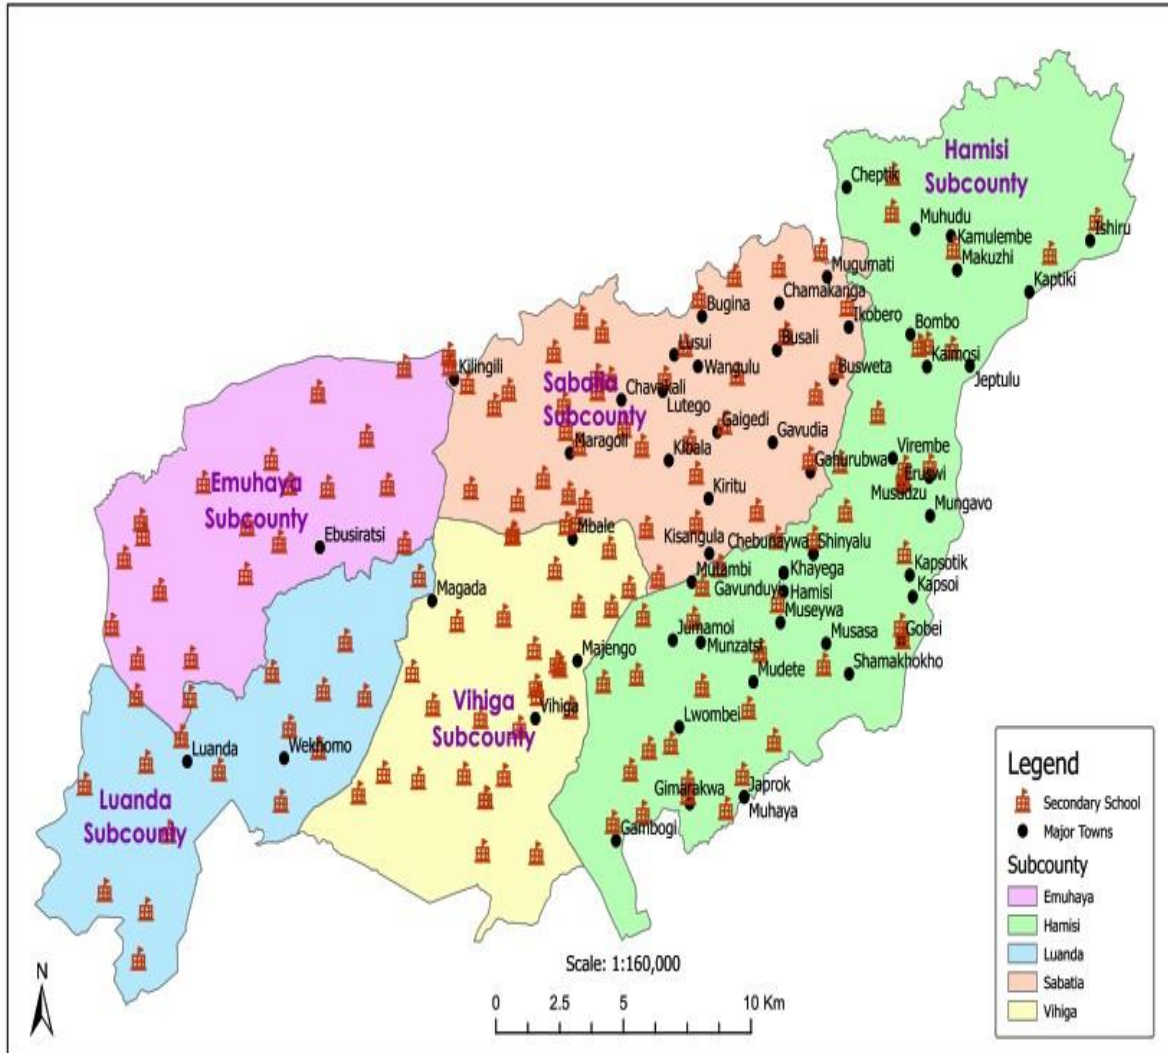 Hamisi
Subcounty
Cheptik
Muhudu
Kamulembe
Ishiru
Makuzhi
Kaptiki
Mugumati
Chamakanga
Bugina
Ikobero
Bombo
Lusui
Busali
Kaimosi
Wangulu
Jeptulu
Kilingili
Busweta
Sabatia
Subcounty
Chavakali
Lutego
Gaigedi
Gavudia
Maragoli
Kibala
Virembe
Gahurubwa
Eruswi
Musudzu
Emuhaya
Subcounty
Kiritu
Mungavo
Ebusiratsi
Mbale
Kisangula
Chebunaywa
Shinyalu
Mulambi
Khayega
Kapsotik
Gavunduyi
Hamisi
Kapsoi
Magada
Museywa
Jumamoi
Munzatsi
Musasa
Gobei
Majengo
Mudete
Shamakhokho
Vihiga
Subcounty
Vihiga
Lwombei
Luanda
Wekhomo
Luanda
Subcounty
Gimarakwa
Japrok
Muhaya
Gambogi
Legend
Secondary School
Major Towns
Subcounty
Emuhaya
Hamisi
Luanda
Sabatia
Vihiga
N
Scale: 1:160,000
0 2.5 5 10 Km